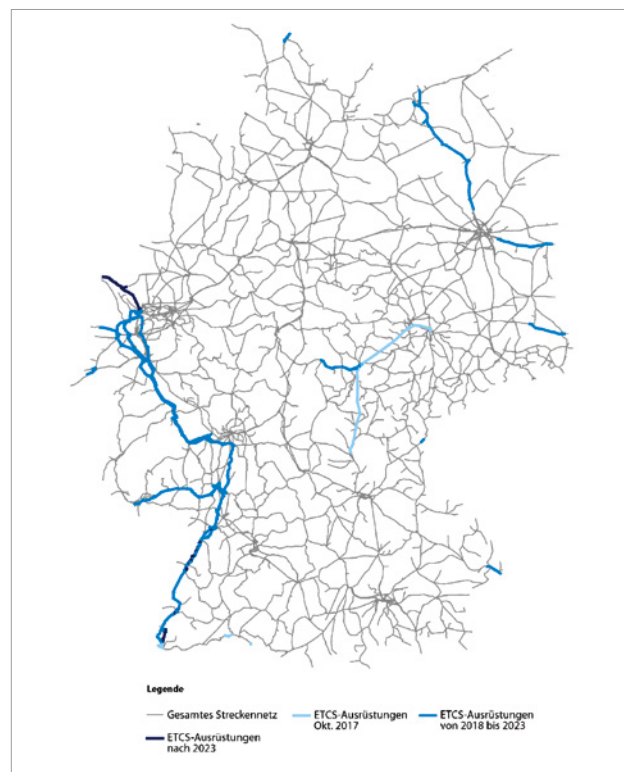 Legende
Gesamtes Streckennetz
ETCS-Ausrüstungen
Okt. 2017
ETCS-Ausrüstungen
von 2018 bis 2023
ETCS-Ausrüstungen
nach 2023